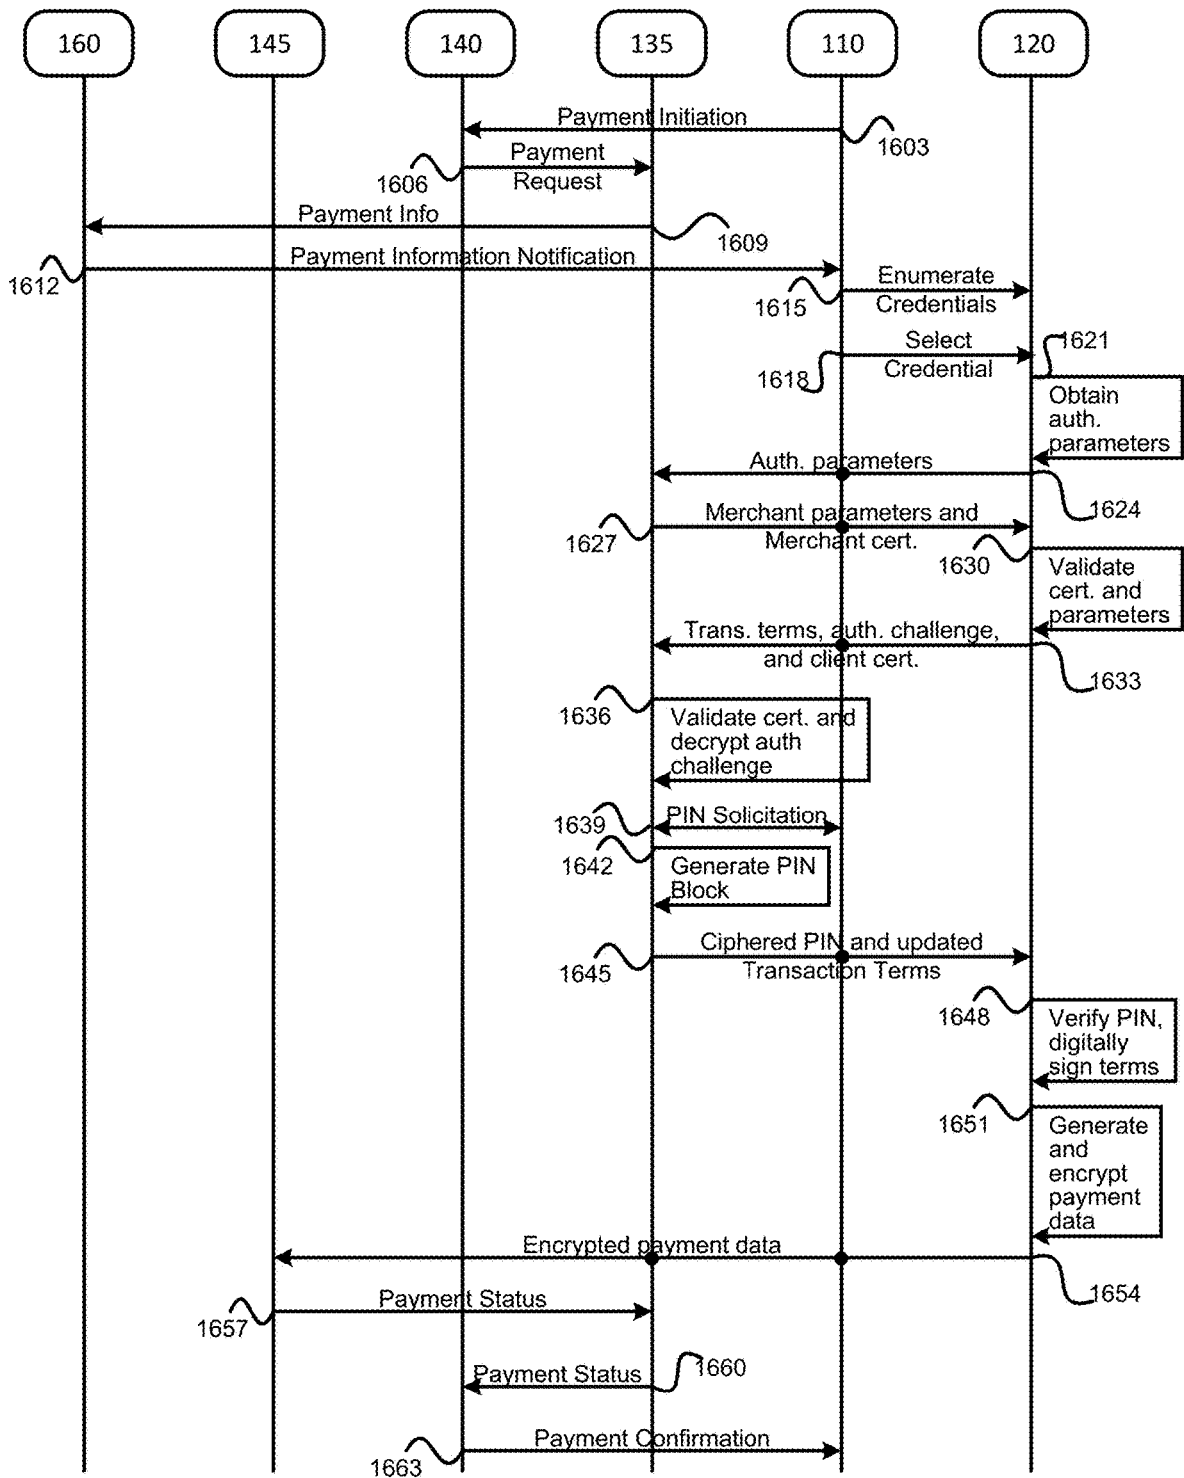 160 145 140 135 110 120
Payment Initiation
1603
Payment
Request
1606
Payment Info
1609
Payment Information Notification
1612
Enumerate
Credentials
1615
Select
Credential
1618
1621
Obtain
auth.
parameters
Auth. parameters
1624
Merchant parameters and
Merchant cert.
1627
1630
Validate
cert. and
parameters
Trans. terms, auth. challenge,
and client cert.
1633
1636
Validate cert. and
decrypt auth
challenge
PIN Solicitation
1639
1642
Generate PIN
Block
Ciphered PIN and updated
Transaction Terms
1645
1648
Verify PIN,
digitally
sign terms
1651
Generate
and
encrypt
payment
data
Encrypted payment data
1654
Payment Status
1657
Payment Status
1660
Payment Confirmation
1663